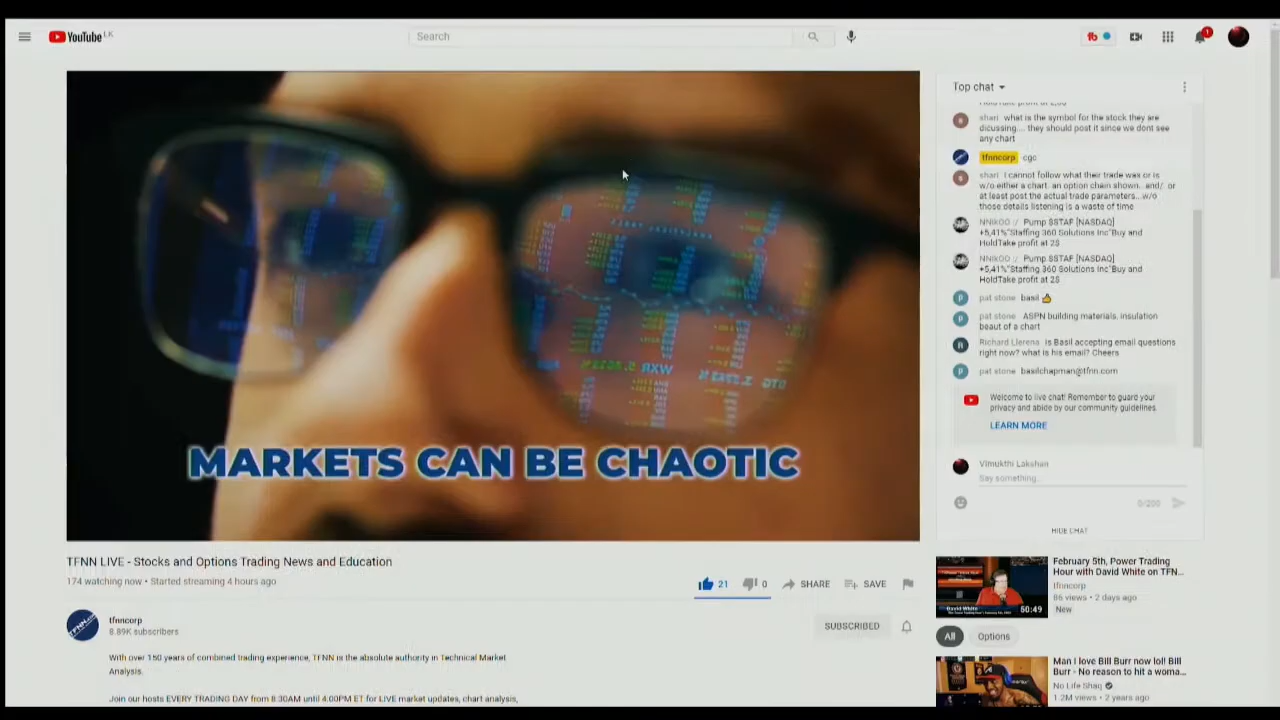 YouTube LK
Search
fb
1
MARKETS CAN BE CHAOTIC
TFNN LIVE - Stocks and Options Trading News and Education
174 watching now • Started streaming 4 hours ago
21
0
SHARE
SAVE
tfnncorp
8.89K subscribers
SUBSCRIBED
With over 150 years of combined trading experience, TFNN is the absolute authority in Technical Market
Analysis.
Join our hosts EVERY TRADING DAY from 8:30AM until 4:00PM ET for LIVE market updates, chart analysis,
Top chat
shari what is the symbol for the stock they are
dicussing.... they should post it since we dont see
any chart
tfnncorp cgc
shari I cannot follow what their trade was or is
w/o either a chart. an option chain shown...and/ or
at least post the actual trade parameters...w/o
those details listening is a waste of time
NNIKOO :/ Pump $STAF [NASDAQ]
+5,41%"Staffing 360 Solutions Inc"Buy and
HoldTake profit at 2$
NNIKOO :/ Pump $STAF [NASDAQ]
+5,41%"Staffing 360 Solutions Inc"Buy and
HoldTake profit at 2$
pat stone basil 👍
pat stone ASPN building materials, insulation
beaut of a chart
Richard Llerena is Basil accepting email questions
right now? what is his email? Cheers
pat stone basilchapman@tfnn.com
Welcome to live chat! Remember to guard your
privacy and abide by our community guidelines.
LEARN MORE
Vimukthi Lakshan
Say something...
0/200
HIDE CHAT
February 5th, Power Trading
Hour with David White on TFN...
tfnncorp
86 views • 2 days ago
New
David White
50:49
All
Options
Man I love Bill Burr now lol! Bill
Burr - No reason to hit a woma...
No Life Shaq
1.2M views • 2 years ago